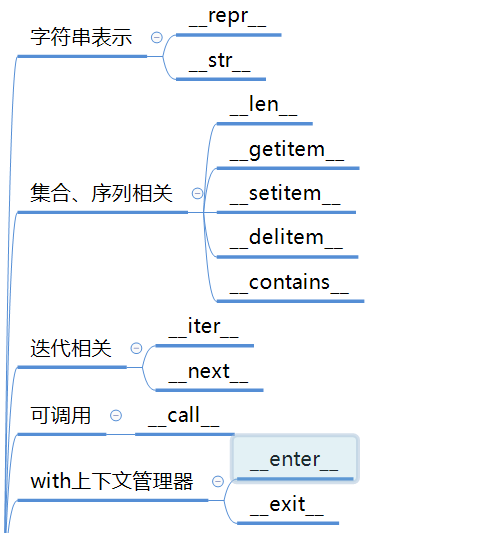 字符串表示
__repr__
__str__
集合、序列相关
__len__
__getitem__
__setitem__
__delitem__
__contains__
迭代相关
__iter__
__next__
可调用
__call__
with上下文管理器
__enter__
__exit__